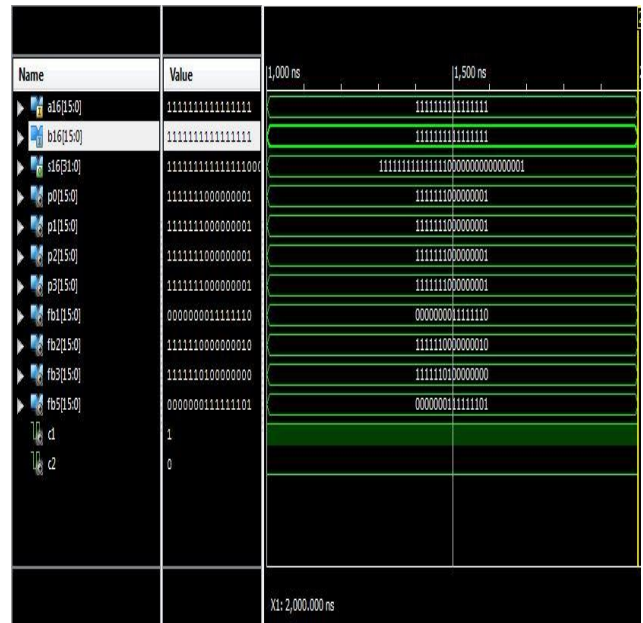 Name Value 1,000 ns 1,500 ns
a16[15:0] 1111111111111111 1111111111111111
b16[15:0] 1111111111111111 1111111111111111
s16[31:0] 111111111111111000 11111111111111100000000000000001
p0[15:0] 1111111000000001 1111111000000001
p1[15:0] 1111111000000001 1111111000000001
p2[15:0] 1111111000000001 1111111000000001
p3[15:0] 1111111000000001 1111111000000001
fb1[15:0] 0000000011111110 0000000011111110
fb2[15:0] 1111110000000010 1111110000000010
fb3[15:0] 1111110100000000 1111110100000000
fb5[15:0] 0000000111111101 0000000111111101
c1 1
c2 0
X1: 2,000.000 ns